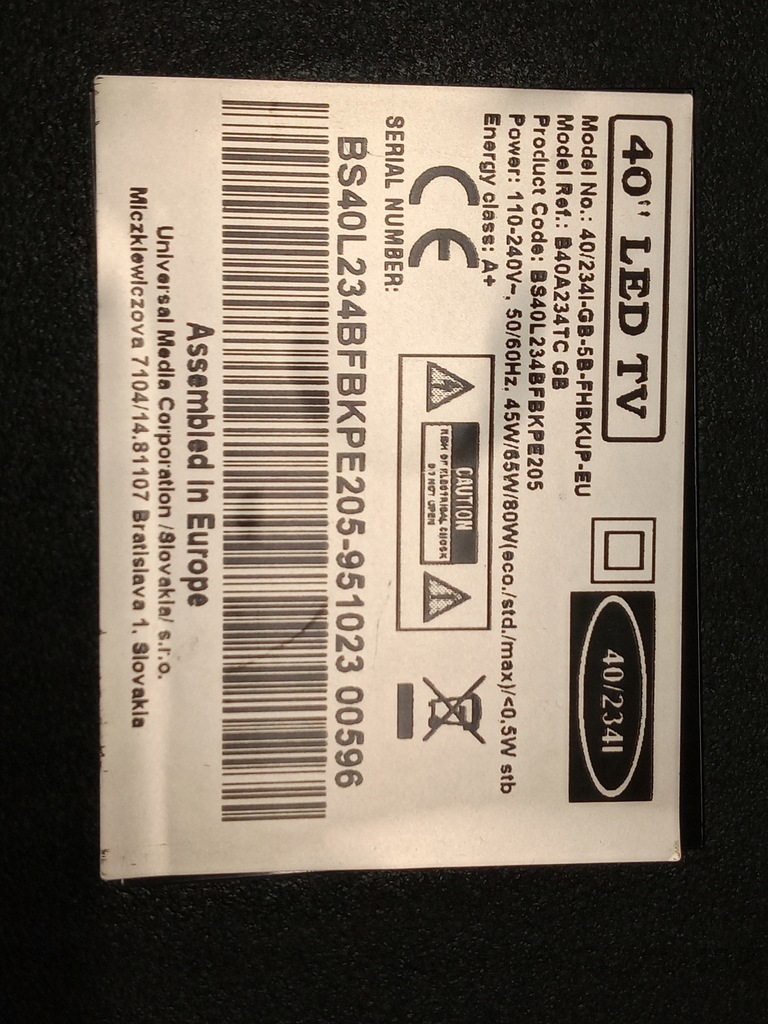 40" LED TV
Model No.: 40/234I-GB-5B-FHBKUP-EU
Model Ref.: B40A234TC GB
Product Code: BS40L234BFBKPE205
Power: 110-240V~, 50/60Hz, 45W/65W/80W(eco./std./max)/<0,5W stb
Energy class: A+
40/234I
CE
CAUTION
RISK OF ELECTRICAL SHOCK
DO NOT OPEN
SERIAL NUMBER:
BS40L234BFBKPE205-951023 00596
Assembled in Europe
Universal Media Corporation /Slovakia/ s.r.o.
Miczkiewiczova 7104/14,81107 Bratislava 1, Slovakia